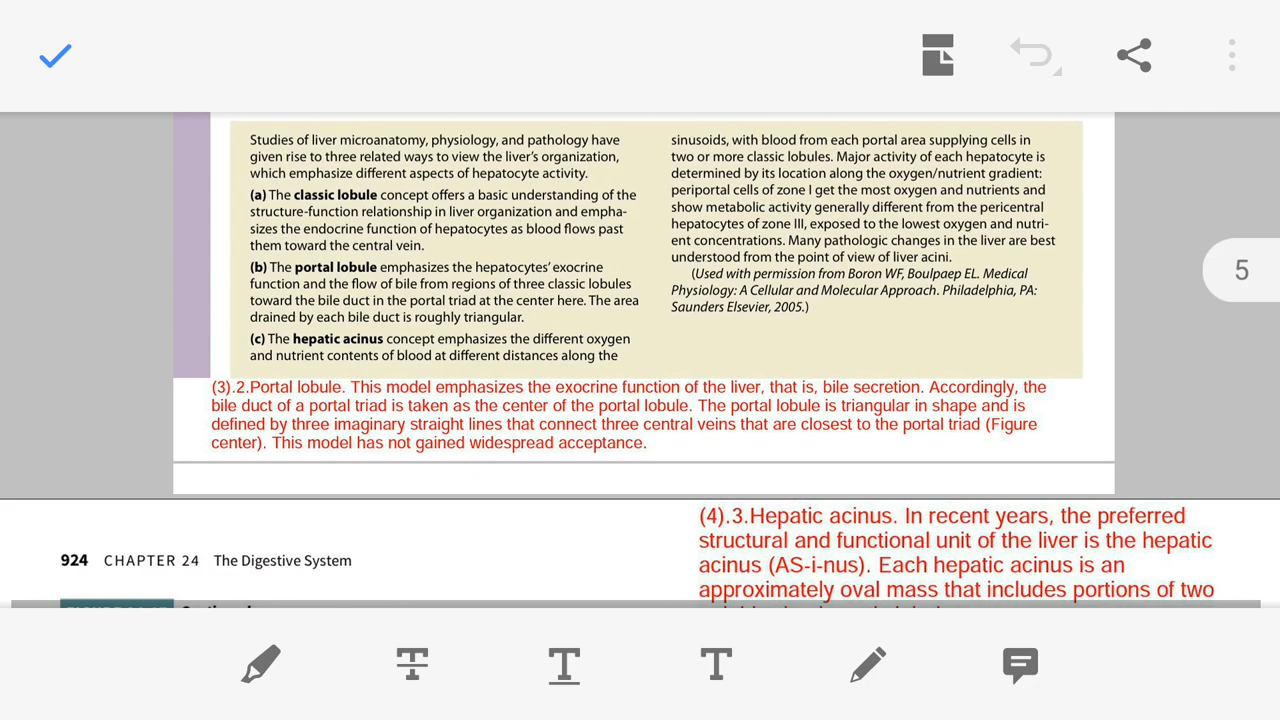 Studies of liver microanatomy, physiology, and pathology have
given rise to three related ways to view the liver's organization,
which emphasize different aspects of hepatocyte activity.
(a) The classic lobule concept offers a basic understanding of the
structure-function relationship in liver organization and empha-
sizes the endocrine function of hepatocytes as blood flows past
them toward the central vein.
(b) The portal lobule emphasizes the hepatocytes' exocrine
function and the flow of bile from regions of three classic lobules
toward the bile duct in the portal triad at the center here. The area
drained by each bile duct is roughly triangular.
(c) The hepatic acinus concept emphasizes the different oxygen
and nutrient contents of blood at different distances along the
sinusoids, with blood from each portal area supplying cells in
two or more classic lobules. Major activity of each hepatocyte is
determined by its location along the oxygen/nutrient gradient:
periportal cells of zone I get the most oxygen and nutrients and
show metabolic activity generally different from the pericentral
hepatocytes of zone III, exposed to the lowest oxygen and nutri-
ent concentrations. Many pathologic changes in the liver are best
understood from the point of view of liver acini.
(Used with permission from Boron WF, Boulpaep EL. Medical
Physiology: A Cellular and Molecular Approach. Philadelphia, PA:
Saunders Elsevier, 2005.)
5
(3).2.Portal lobule. This model emphasizes the exocrine function of the liver, that is, bile secretion. Accordingly, the
bile duct of a portal triad is taken as the center of the portal lobule. The portal lobule is triangular in shape and is
defined by three imaginary straight lines that connect three central veins that are closest to the portal triad (Figure
center). This model has not gained widespread acceptance.
(4).3.Hepatic acinus. In recent years, the preferred
structural and functional unit of the liver is the hepatic
acinus (AS-i-nus). Each hepatic acinus is an
approximately oval mass that includes portions of two
924 CHAPTER 24 The Digestive System